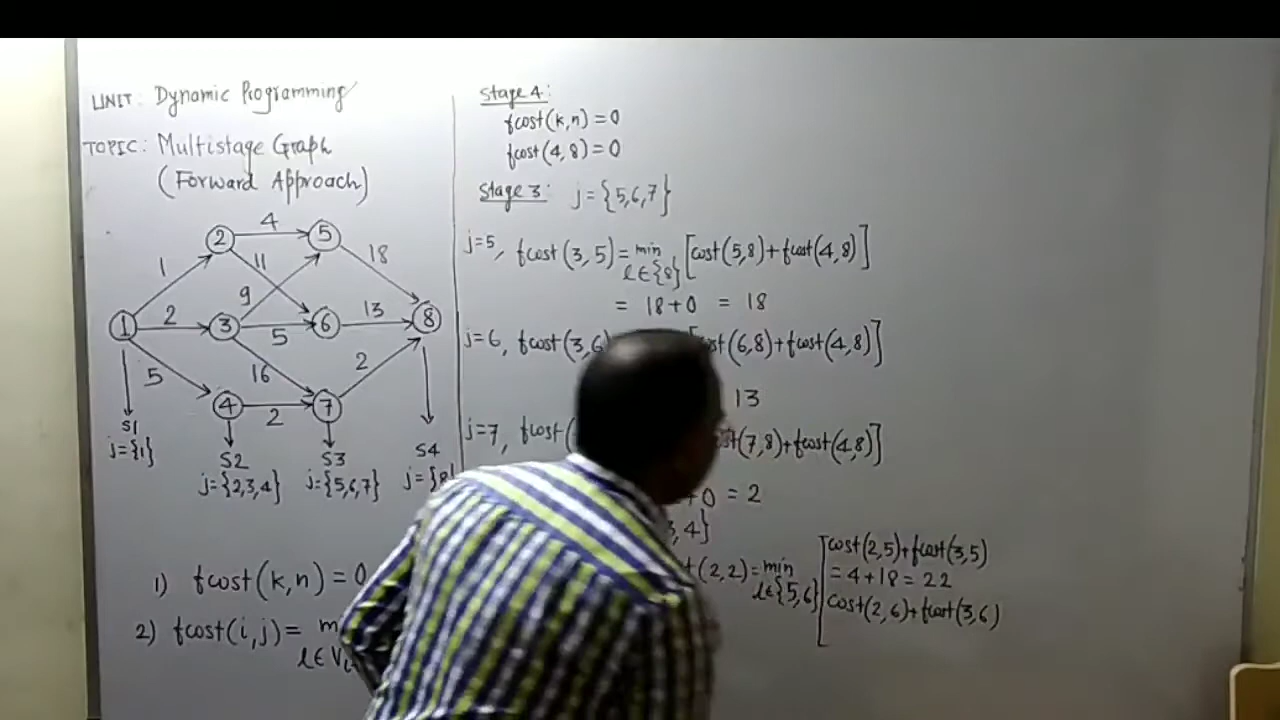 UNIT: Dynamic Programming
TOPIC: Multistage Graph
(Forward Approach)
4
2 5
1 11 18
9
1 2 3 5 6 13 8
5 16 2
4 2 7
S1
j={1}
S2
j={2,3,4}
S3
j={5,6,7}
S4
j={8
1) fcost(k,n)=0
2) fcost(i,j)=
Stage 4:
fcost(k,n)=0
fcost(4,8)=0
Stage 3: j={5,6,7}
j=5, fcost(3,5)= min [cost(5,8)+fcost(4,8)]
l∈{8}
= 18+0 = 18
j=6, fcost(3,6) (6,8)+fcost(4,8)]
13
j=7, fcost( (7,8)+fcost(4,8)]
+0 = 2
,4}
(2,2)= min
l∈{5,6}
cost(2,5)+fcost(3,5)
= 4+18=22
cost(2,6)+fcost(3,6)